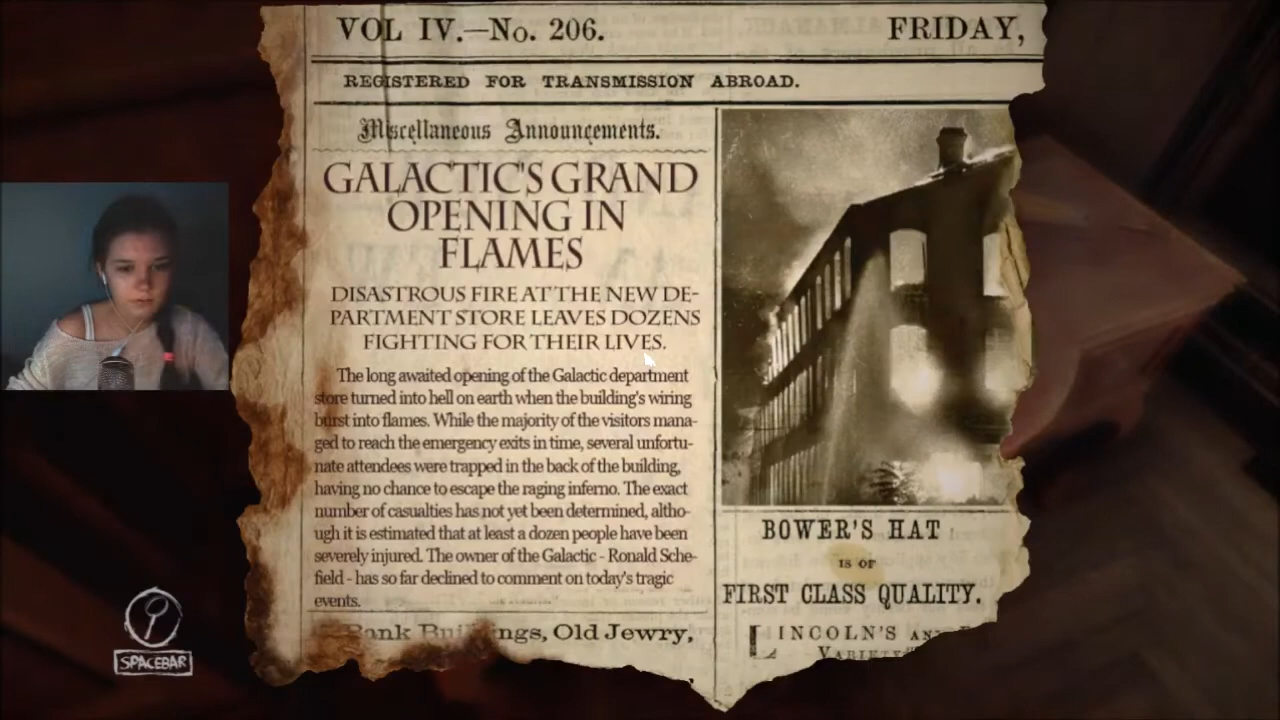 VOL IV.—No. 206.
FRIDAY,
REGISTERED FOR TRANSMISSION ABROAD.
Miscellaneous Announcements.
GALACTIC'S GRAND
OPENING IN
FLAMES
DISASTROUS FIRE AT THE NEW DE-
PARTMENT STORE LEAVES DOZENS
FIGHTING FOR THEIR LIVES.
The long awaited opening of the Galactic department
store turned into hell on earth when the building's wiring
burst into flames. While the majority of the visitors mana-
ged to reach the emergency exits in time, several unfortu-
nate attendees were trapped in the back of the building,
having no chance to escape the raging inferno. The exact
number of casualties has not yet been determined, altho-
ugh it is estimated that at least a dozen people have been
severely injured. The owner of the Galactic - Ronald Sche-
field - has so far declined to comment on today's tragic
events.
Bank Buildings, Old Jewry,
BOWER'S HAT
IS OF
FIRST CLASS QUALITY.
LINCOLN'S
SPACEBAR